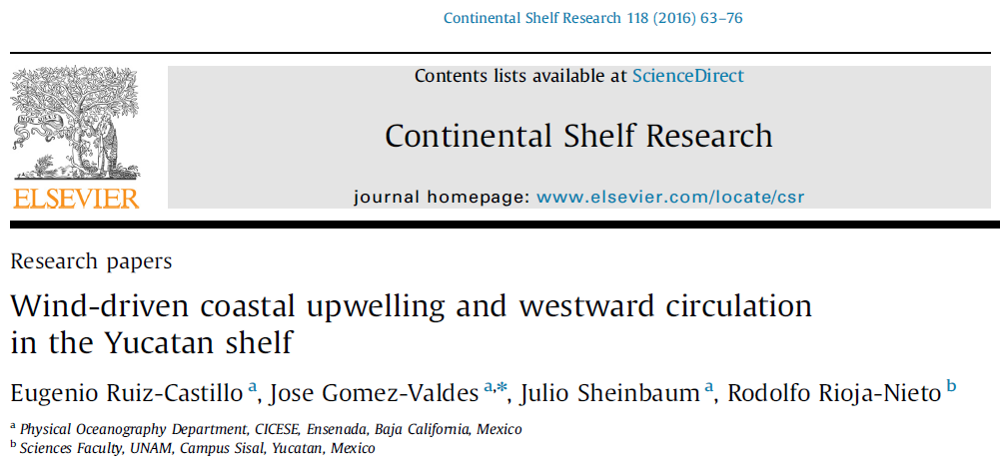 Continental Shelf Research 118 (2016) 63–76
Contents lists available at ScienceDirect
Continental Shelf Research
journal homepage: www.elsevier.com/locate/csr
NON SOLUS
ELSEVIER
Research papers
Wind-driven coastal upwelling and westward circulation
in the Yucatan shelf
Eugenio Ruiz-Castillo a, Jose Gomez-Valdes a,*, Julio Sheinbaum a, Rodolfo Rioja-Nieto b
a Physical Oceanography Department, CICESE, Ensenada, Baja California, Mexico
b Sciences Faculty, UNAM, Campus Sisal, Yucatan, Mexico